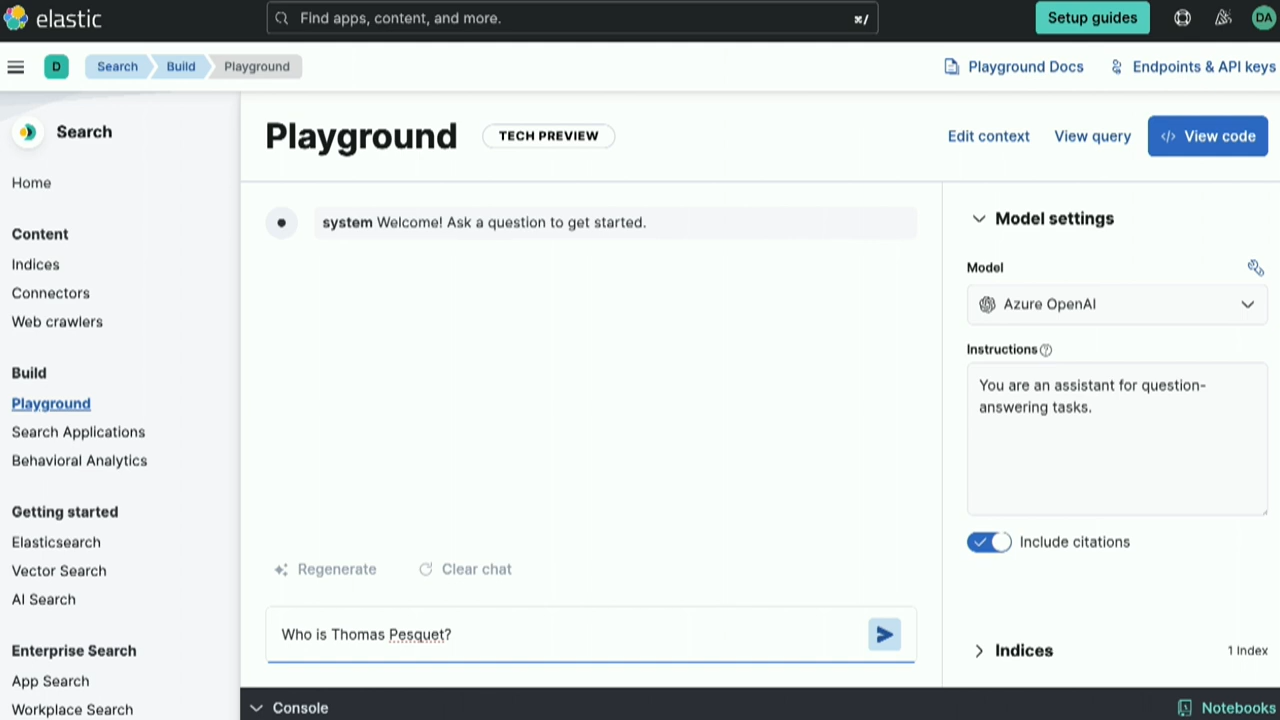 elastic
Find apps, content, and more.
⌘/
Setup guides
DA
D
Search
Build
Playground
Playground Docs
Endpoints & API keys
Search
Home
Content
Indices
Connectors
Web crawlers
Build
Playground
Search Applications
Behavioral Analytics
Getting started
Elasticsearch
Vector Search
AI Search
Enterprise Search
App Search
Workplace Search
Playground
TECH PREVIEW
Edit context
View query
</> View code
system Welcome! Ask a question to get started.
Regenerate
Clear chat
Who is Thomas Pesquet?
Model settings
Model
Azure OpenAI
Instructions
You are an assistant for question-
answering tasks.
Include citations
Indices
1 Index
Console
Notebooks